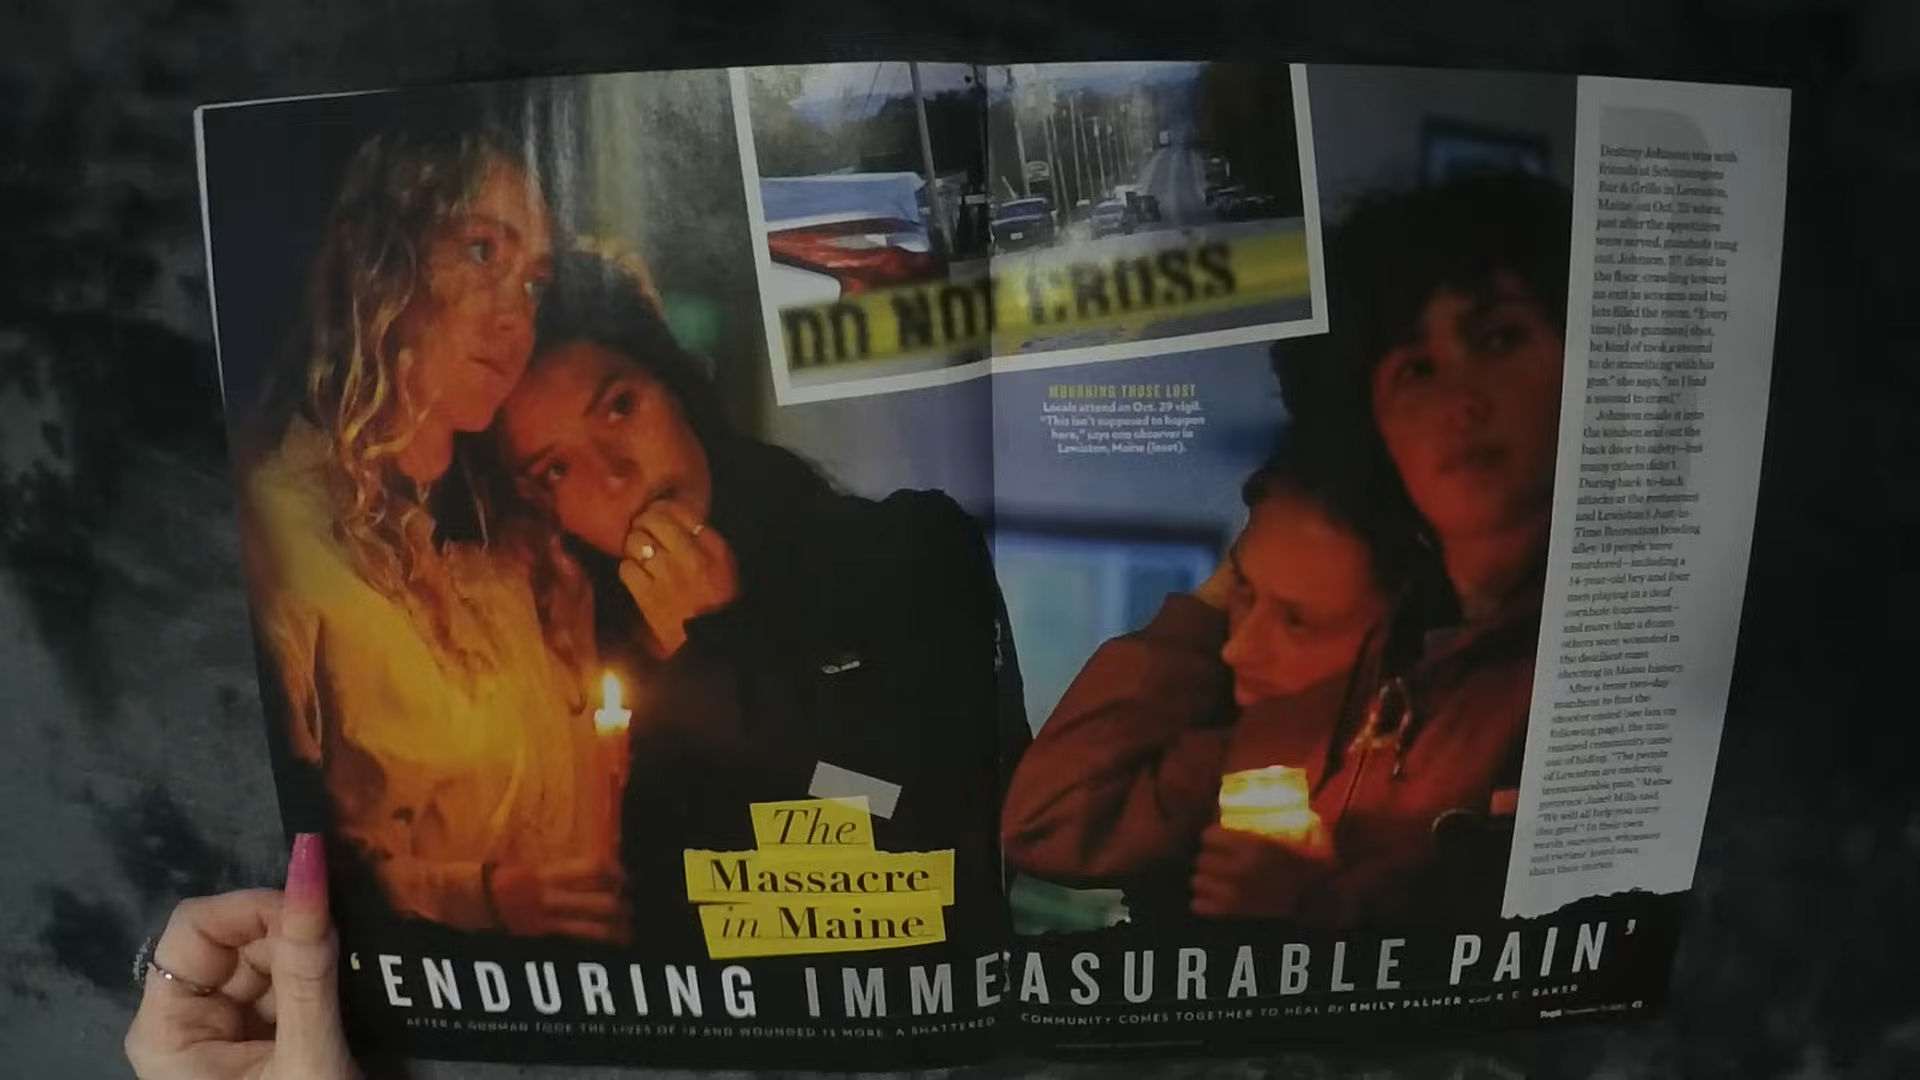 DO NOT CROSS
MOURNING THOSE LOST
Locals attend an Oct. 29 vigil.
"This isn't supposed to happen
here," says one observer in
Lewiston, Maine (inset).
The
Massacre
in Maine
'ENDURING IMMEASURABLE PAIN'
AFTER A GUNMAN TOOK THE LIVES OF 18 AND WOUNDED 13 MORE, A SHATTERED COMMUNITY COMES TOGETHER TO HEAL By EMILY PALMER and K.C. BAKER
Destiny Johnson was with
friends at Schemengees
Bar & Grille in Lewiston,
Maine, on Oct. 25 when,
just after the appetizers
were served, gunshots rang
out. Johnson, dived to
the floor, crawling toward
an exit as screams and bul-
lets filled the room. "Every
time [the gunman] shot,
he kind of took a second
to do something with his
gun," she says, "so I had
a second to crawl."
Johnson made it into
the kitchen and out the
back door to safety—but
many others didn't.
During back-to-back
attacks at the restaurant
and Lewiston's Just-in-
Time Recreation bowling
alley, 18 people were
murdered—including a
14-year-old boy and four
men playing in a deaf
cornhole tournament—
and more than a dozen
others were wounded in
the deadliest mass
shooting in Maine history.
After a tense two-day
manhunt to find the
shooter ended (see box on
following page), the trau-
matized community came
out of hiding. "The people
of Lewiston are enduring
immeasurable pain," Maine
governor Janet Mills said.
"We will all help you carry
this grief." In their own
words, survivors, witnesses
and victims' loved ones
share their stories.
People